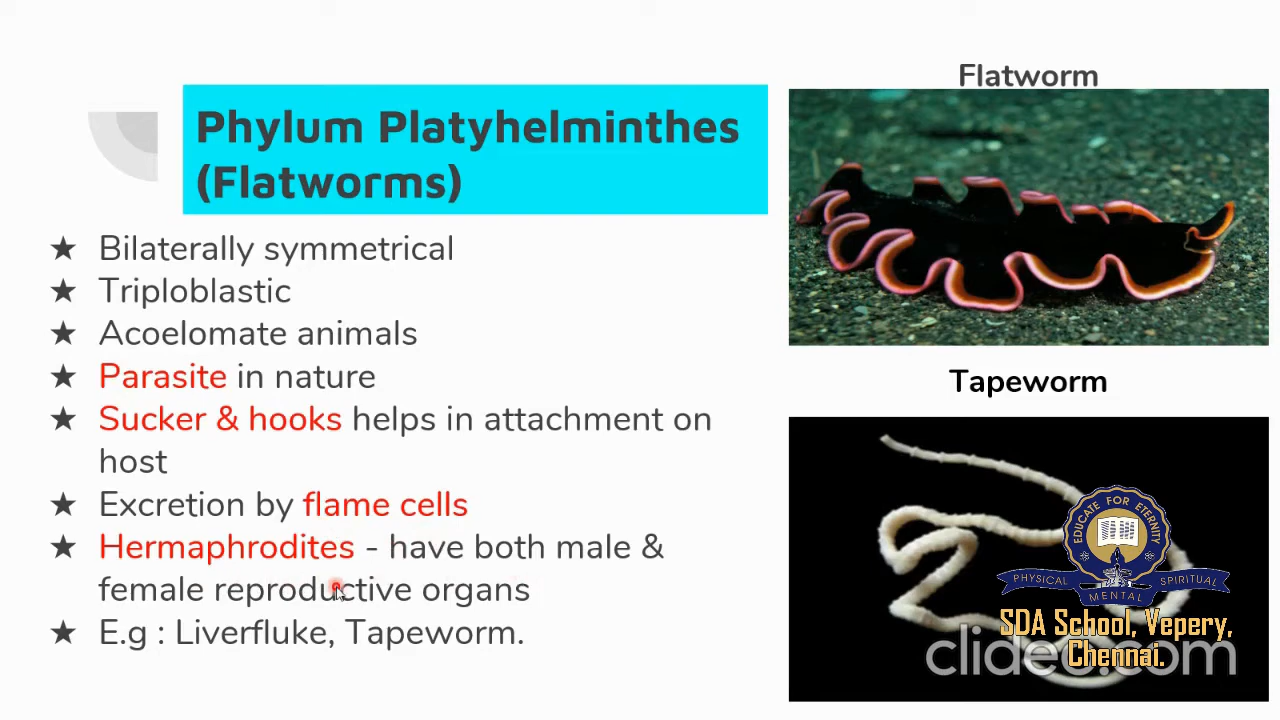 Flatworm
Phylum Platyhelminthes
(Flatworms)
★ Bilaterally symmetrical
★ Triploblastic
★ Acoelomate animals
★ Parasite in nature
★ Sucker & hooks helps in attachment on
host
★ Excretion by flame cells
★ Hermaphrodites - have both male &
female reproductive organs
★ E.g : Liverfluke, Tapeworm.
Tapeworm
EDUCATE FOR ETERNITY
PHYSICAL MENTAL SPIRITUAL
SDA School, Vepery,
Chennai.
clideo.com